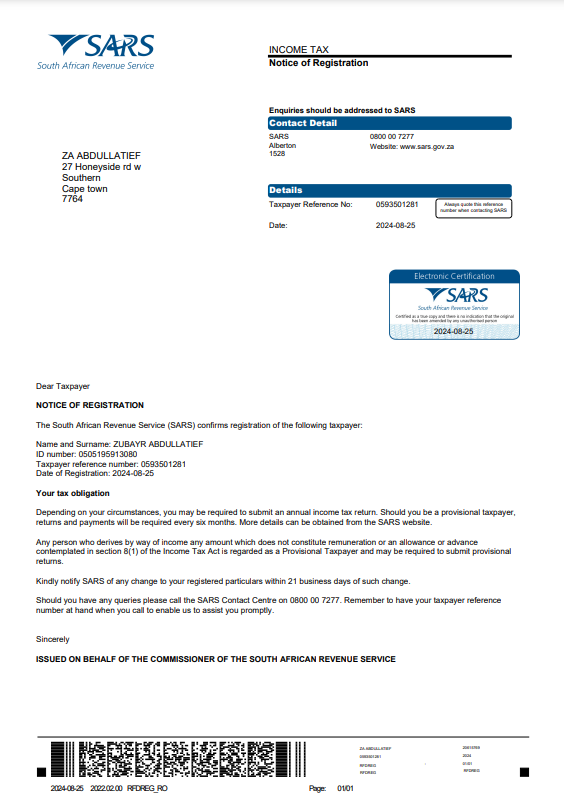 SARS
South African Revenue Service
INCOME TAX
Notice of Registration
Enquiries should be addressed to SARS
Contact Detail
SARS 0800 00 7277
Alberton Website: www.sars.gov.za
1528
ZA ABDULLATIEF
27 Honeyside rd w
Southern
Cape town
7764
Details
Taxpayer Reference No: 0593501281
Always quote this reference
number when contacting SARS
Date: 2024-08-25
Electronic Certification
SARS
South African Revenue Service
Certified as a true copy and there is no indication that the original
has been amended by any unauthorised person
2024-08-25
Dear Taxpayer
NOTICE OF REGISTRATION
The South African Revenue Service (SARS) confirms registration of the following taxpayer:
Name and Surname: ZUBAYR ABDULLATIEF
ID number: 0505195913080
Taxpayer reference number: 0593501281
Date of Registration: 2024-08-25
Your tax obligation
Depending on your circumstances, you may be required to submit an annual income tax return. Should you be a provisional taxpayer,
returns and payments will be required every six months. More details can be obtained from the SARS website.
Any person who derives by way of income any amount which does not constitute remuneration or an allowance or advance
contemplated in section 8(1) of the Income Tax Act is regarded as a Provisional Taxpayer and may be required to submit provisional
returns.
Kindly notify SARS of any change to your registered particulars within 21 business days of such change.
Should you have any queries please call the SARS Contact Centre on 0800 00 7277. Remember to have your taxpayer reference
number at hand when you call to enable us to assist you promptly.
Sincerely
ISSUED ON BEHALF OF THE COMMISSIONER OF THE SOUTH AFRICAN REVENUE SERVICE
ZA ABDULLATIEF
0593501281 2024
RFDREG 01/01
RFDREG RFDREG
2024-08-25 2022.02.00 RFDREG_RO Page: 01/01